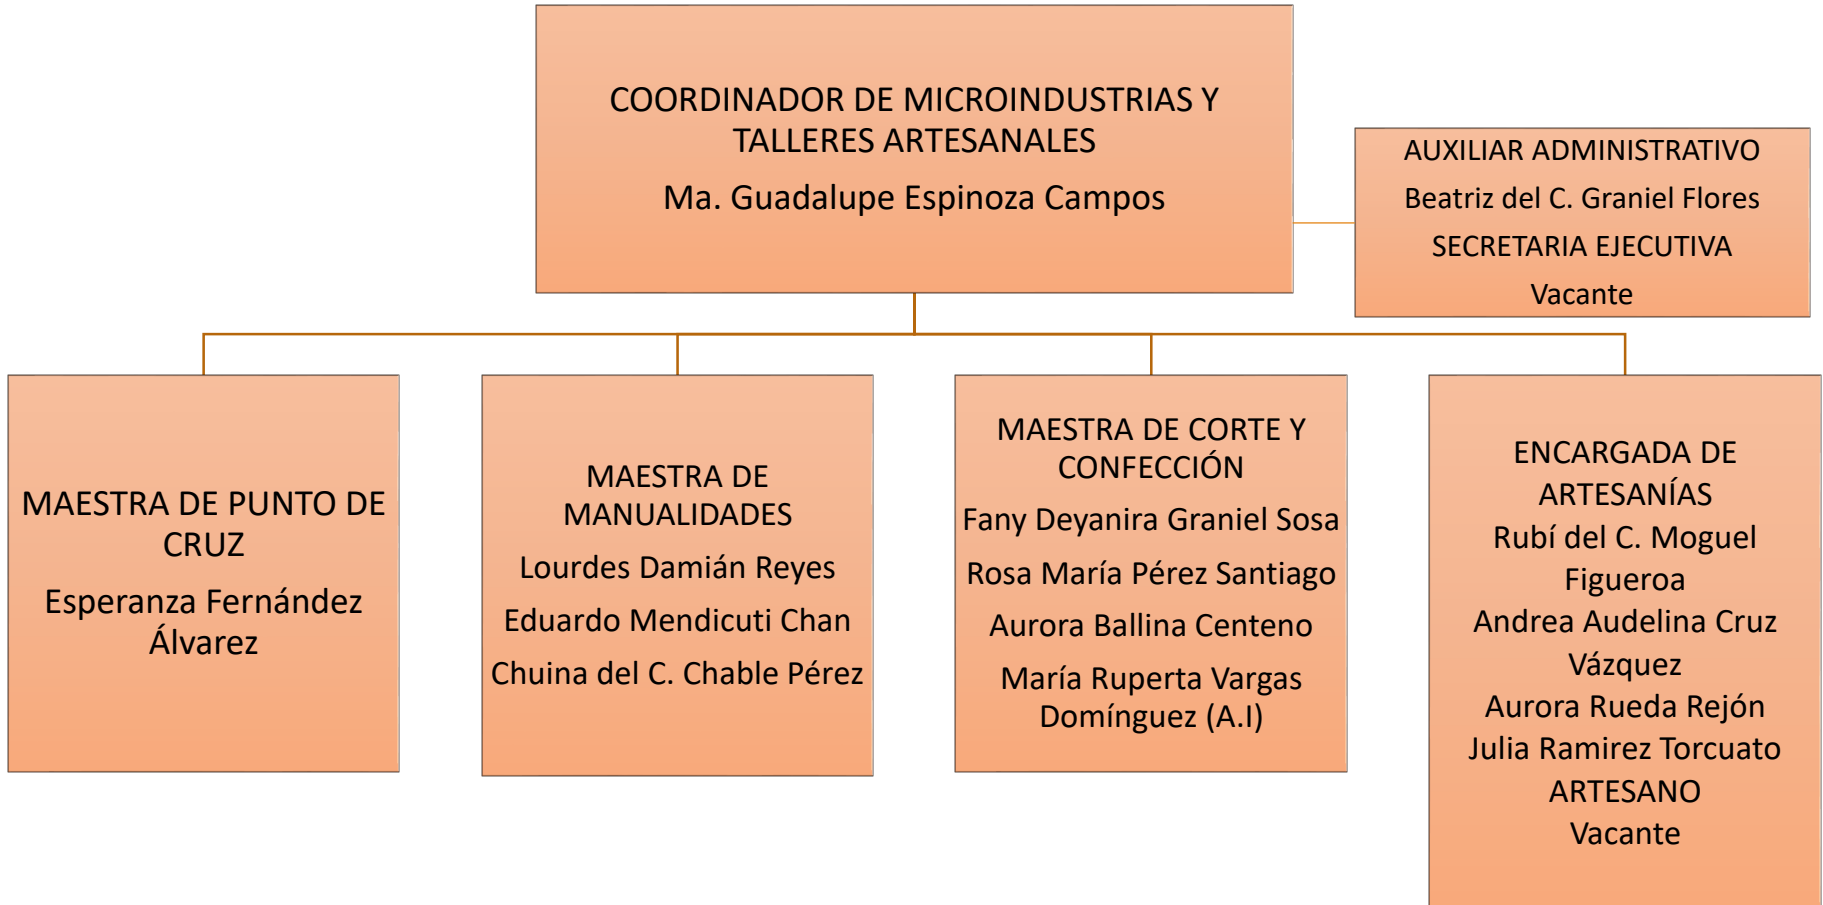 COORDINADOR DE MICROINDUSTRIAS Y
TALLERES ARTESANALES
Ma. Guadalupe Espinoza Campos
AUXILIAR ADMINISTRATIVO
Beatriz del C. Graniel Flores
SECRETARIA EJECUTIVA
Vacante
MAESTRA DE PUNTO DE
CRUZ
Esperanza Fernández
Álvarez
MAESTRA DE
MANUALIDADES
Lourdes Damián Reyes
Eduardo Mendicuti Chan
Chuina del C. Chable Pérez
MAESTRA DE CORTE Y
CONFECCIÓN
Fany Deyanira Graniel Sosa
Rosa María Pérez Santiago
Aurora Ballina Centeno
María Ruperta Vargas
Domínguez (A.I)
ENCARGADA DE
ARTESANÍAS
Rubí del C. Moguel
Figueroa
Andrea Audelina Cruz
Vázquez
Aurora Rueda Rejón
Julia Ramirez Torcuato
ARTESANO
Vacante